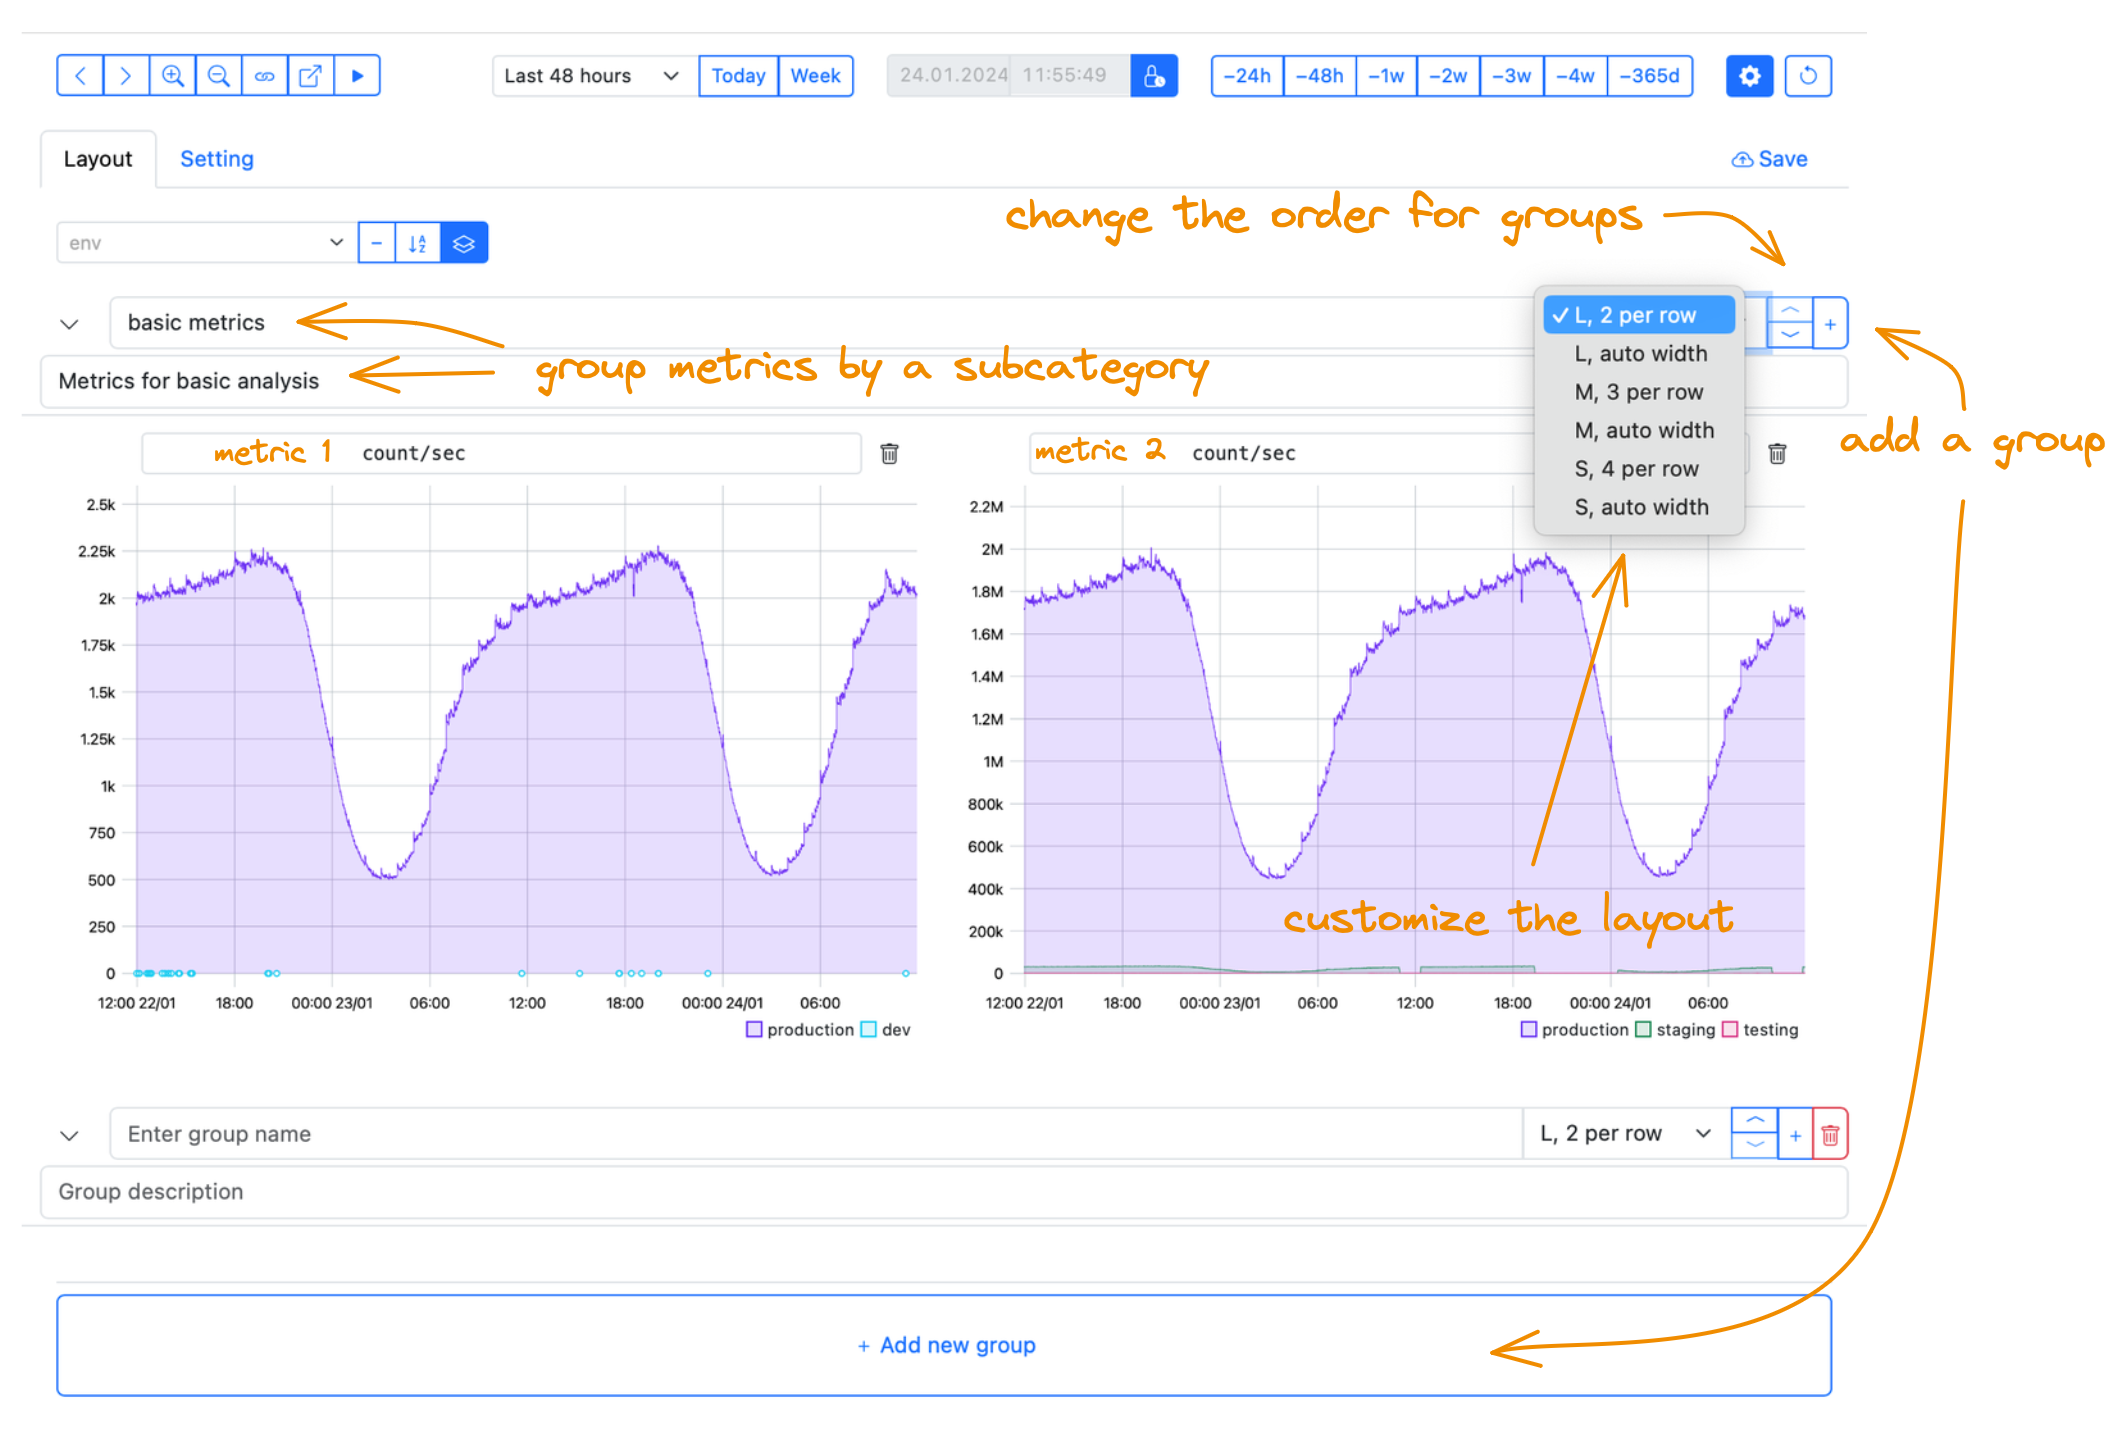 Last 48 hours Today Week 24.01.2024 11:55:49 −24h −48h −1w −2w −3w −4w −365d
Layout Setting Save
change the order for groups
env
basic metrics
✓ L, 2 per row
L, auto width
M, 3 per row
M, auto width
S, 4 per row
S, auto width
+
group metrics by a subcategory
Metrics for basic analysis
add a group
metric 1 count/sec
2.5k
2.25k
2k
1.75k
1.5k
1.25k
1k
750
500
250
0
12:00 22/01 18:00 00:00 23/01 06:00 12:00 18:00 00:00 24/01 06:00
production dev
metric 2 count/sec
2.2M
2M
1.8M
1.6M
1.4M
1.2M
1M
800k
600k
400k
200k
0
12:00 22/01 18:00 00:00 23/01 06:00 12:00 18:00 00:00 24/01 06:00
production staging testing
customize the layout
Enter group name L, 2 per row +
Group description
+ Add new group